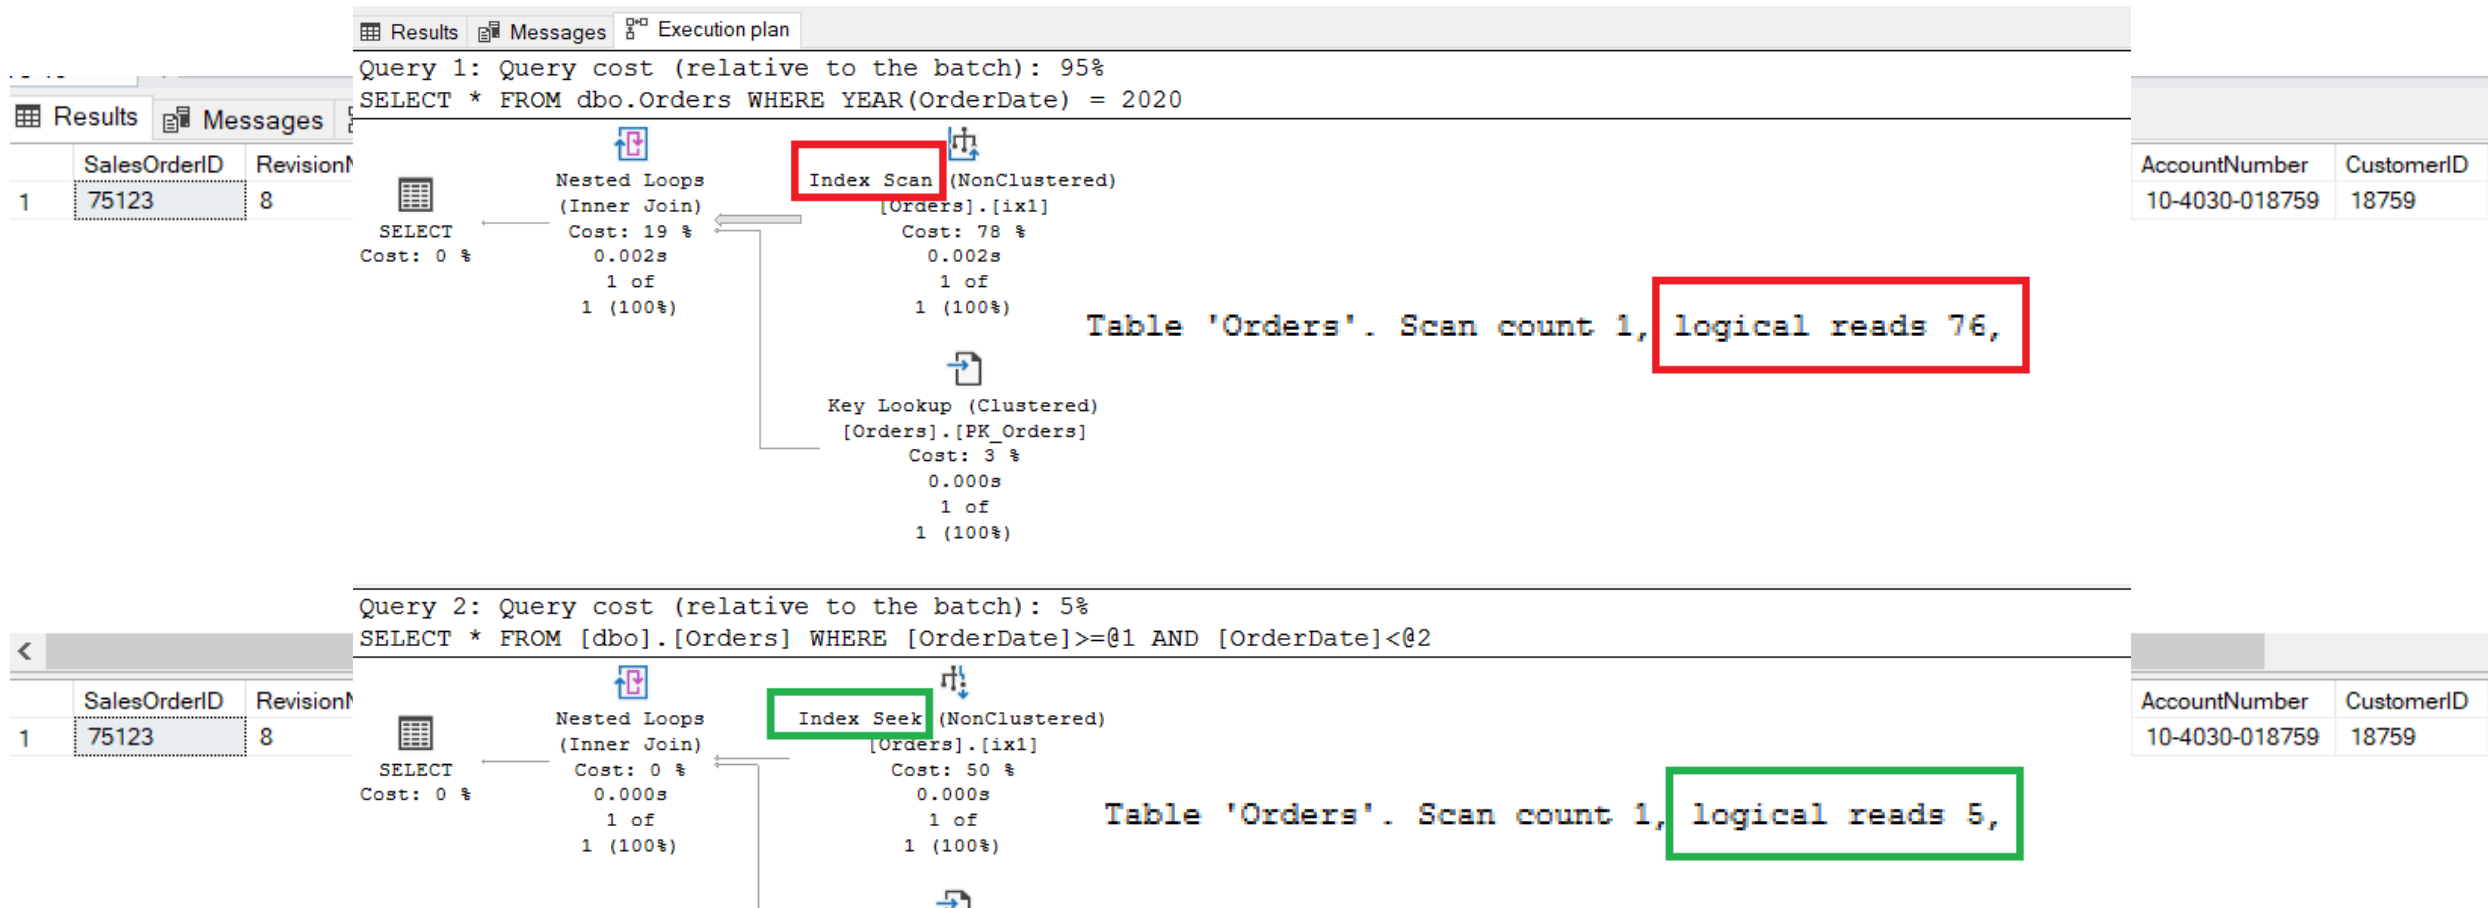 Results Messages Execution plan
Query 1: Query cost (relative to the batch): 95%
SELECT * FROM dbo.Orders WHERE YEAR(OrderDate) = 2020
Results Messages
SalesOrderID RevisionN
1 75123 8
AccountNumber CustomerID
10-4030-018759 18759
SELECT
Cost: 0 %
Nested Loops
(Inner Join)
Cost: 19 %
0.002s
1 of
1 (100%)
Index Scan (NonClustered)
[Orders].[ix1]
Cost: 78 %
0.002s
1 of
1 (100%)
Table 'Orders'. Scan count 1, logical reads 76,
Key Lookup (Clustered)
[Orders].[PK_Orders]
Cost: 3 %
0.000s
1 of
1 (100%)
Query 2: Query cost (relative to the batch): 5%
SELECT * FROM [dbo].[Orders] WHERE [OrderDate]>=@1 AND [OrderDate]<@2
SalesOrderID RevisionN
1 75123 8
AccountNumber CustomerID
10-4030-018759 18759
SELECT
Cost: 0 %
Nested Loops
(Inner Join)
Cost: 0 %
0.000s
1 of
1 (100%)
Index Seek (NonClustered)
[Orders].[ix1]
Cost: 50 %
0.000s
1 of
1 (100%)
Table 'Orders'. Scan count 1, logical reads 5,